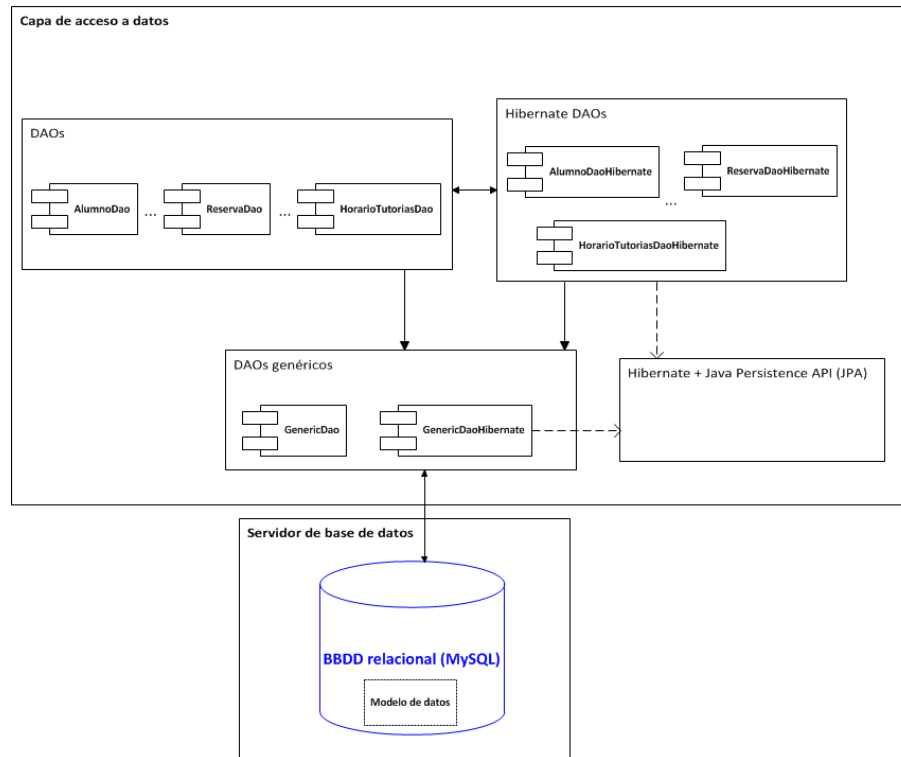 Capa de acceso a datos
DAOs
AlumnoDao
...
ReservaDao
...
HorarioTutoriasDao
Hibernate DAOs
AlumnoDaoHibernate
ReservaDaoHibernate
...
HorarioTutoriasDaoHibernate
DAOs genéricos
GenericDao
GenericDaoHibernate
Hibernate + Java Persistence API (JPA)
Servidor de base de datos
BBDD relacional (MySQL)
Modelo de datos